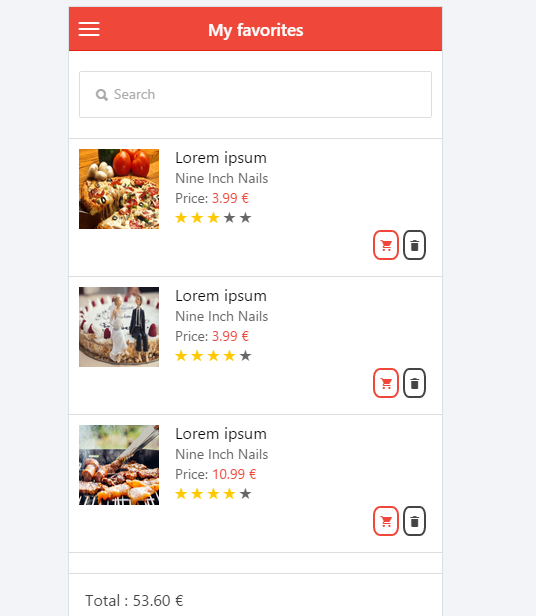 My favorites
Search
Lorem ipsum
Nine Inch Nails
Price: 3.99 €
Lorem ipsum
Nine Inch Nails
Price: 3.99 €
Lorem ipsum
Nine Inch Nails
Price: 10.99 €
Total : 53.60 €